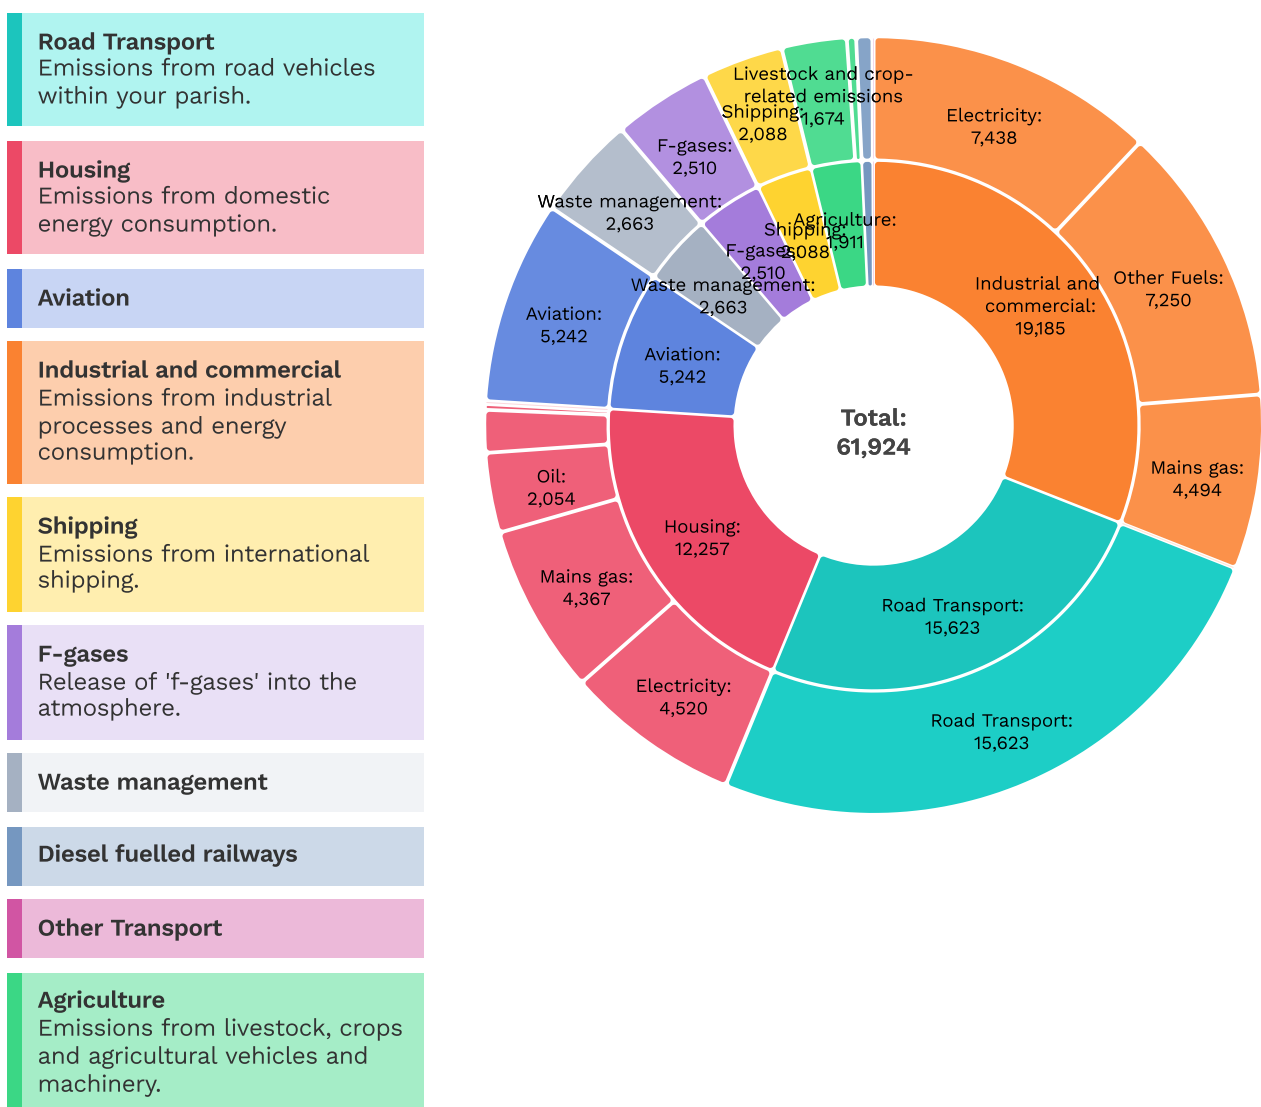 Road Transport
Emissions from road vehicles
within your parish.
Housing
Emissions from domestic
energy consumption.
Aviation
Industrial and commercial
Emissions from industrial
processes and energy
consumption.
Shipping
Emissions from international
shipping.
F-gases
Release of 'f-gases' into the
atmosphere.
Waste management
Diesel fuelled railways
Other Transport
Agriculture
Emissions from livestock, crops
and agricultural vehicles and
machinery.
Livestock and crop-
related emissions
1,674
Shipping:
2,088
F-gases:
2,510
Waste management:
2,663
Aviation:
5,242
Electricity:
7,438
Other Fuels:
7,250
Mains gas:
4,494
Industrial and
commercial:
19,185
Agriculture:
1,911
Shipping:
2,088
F-gases:
2,510
Waste management:
2,663
Aviation:
5,242
Total:
61,924
Housing:
12,257
Oil:
2,054
Mains gas:
4,367
Electricity:
4,520
Road Transport:
15,623
Road Transport:
15,623